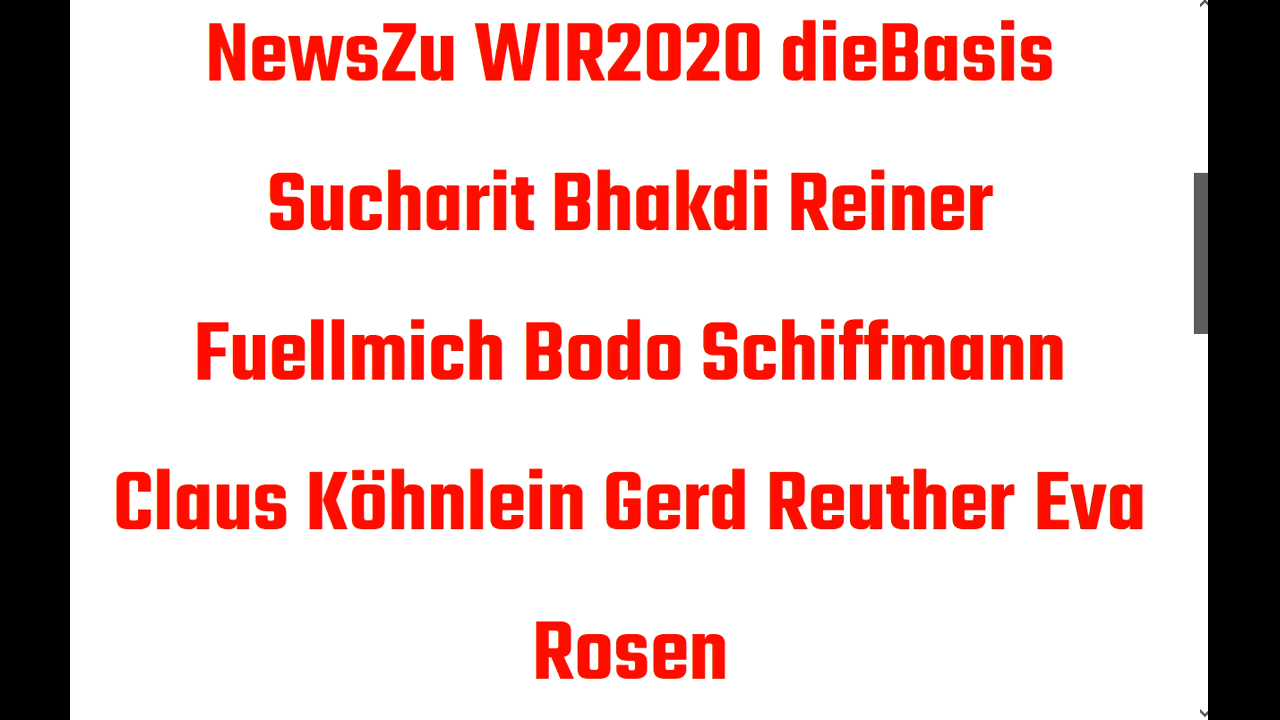 NewsZu WIR2020 dieBasis
Sucharit Bhakdi Reiner
Fuellmich Bodo Schiffmann
Claus Köhnlein Gerd Reuther Eva
Rosen